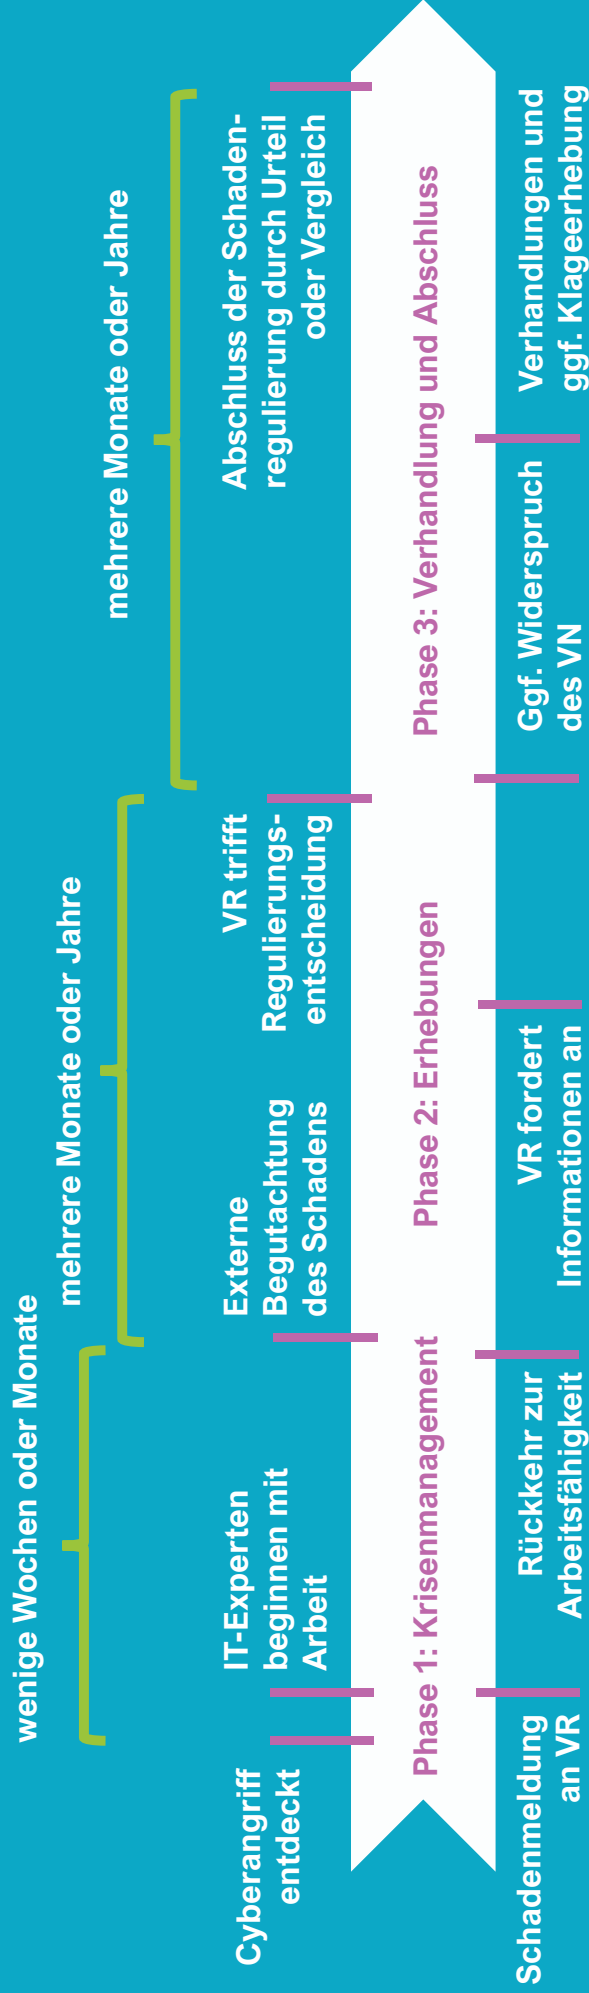 wenige Wochen oder Monate
mehrere Monate oder Jahre
mehrere Monate oder Jahre
Cyberangriff
entdeckt
IT-Experten
beginnen mit
Arbeit
Externe
Begutachtung
des Schadens
VR trifft
Regulierungs-
entscheidung
Abschluss der Schaden-
regulierung durch Urteil
oder Vergleich
Phase 1: Krisenmanagement
Phase 2: Erhebungen
Phase 3: Verhandlung und Abschluss
Schadenmeldung
an VR
Rückkehr zur
Arbeitsfähigkeit
VR fordert
Informationen an
Ggf. Widerspruch
des VN
Verhandlungen und
ggf. Klageerhebung